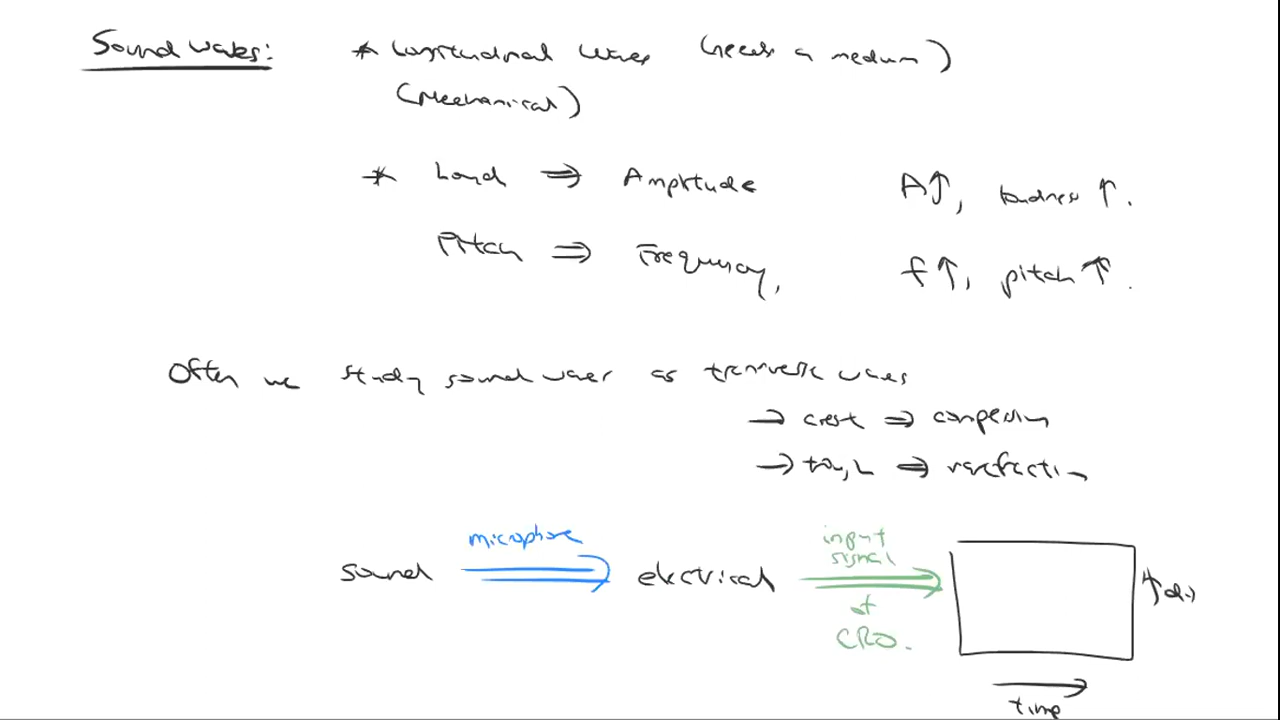 Sound waves: * Longitudinal waves (needs a medium)
(Mechanical)
* Loud ⇒ Amplitude A↑, loudness ↑.
Pitch ⇒ Frequency, f↑, pitch ↑.
Often we study sound waves as transverse waves
→ crest ⇒ compression
→ trough ⇒ rarefaction
microphone
input
signal
sound ⇒ electrical ⇒ ↑
of
CRO.
→
time